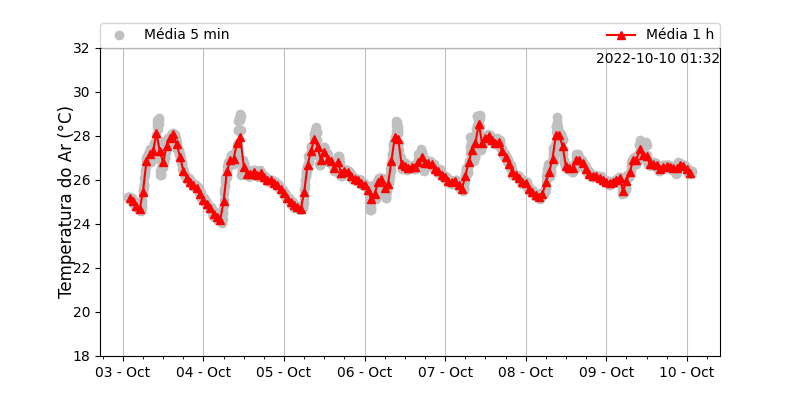 Média 5 min
Média 1 h
2022-10-10 01:32
Temperatura do Ar (°C)
32
30
28
26
24
22
20
18
03 - Oct
04 - Oct
05 - Oct
06 - Oct
07 - Oct
08 - Oct
09 - Oct
10 - Oct